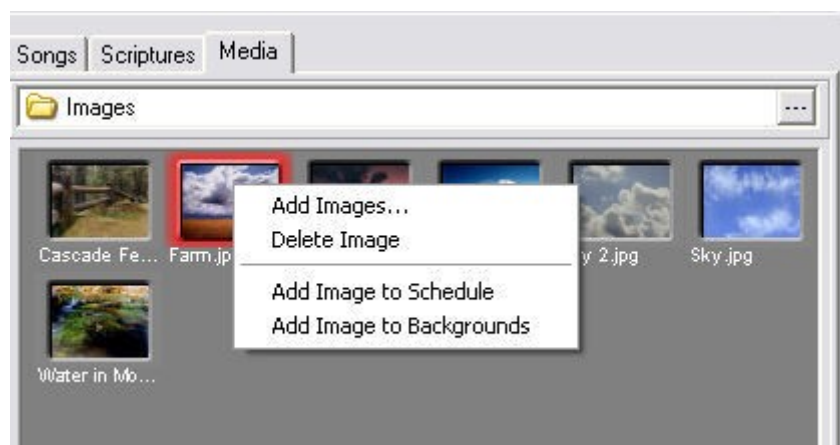 Songs Scriptures Media
Images ...
Add Images...
Delete Image
Cascade Fe... Farm.jp y 2.jpg Sky.jpg
Add Image to Schedule
Add Image to Backgrounds
Water in Mo...